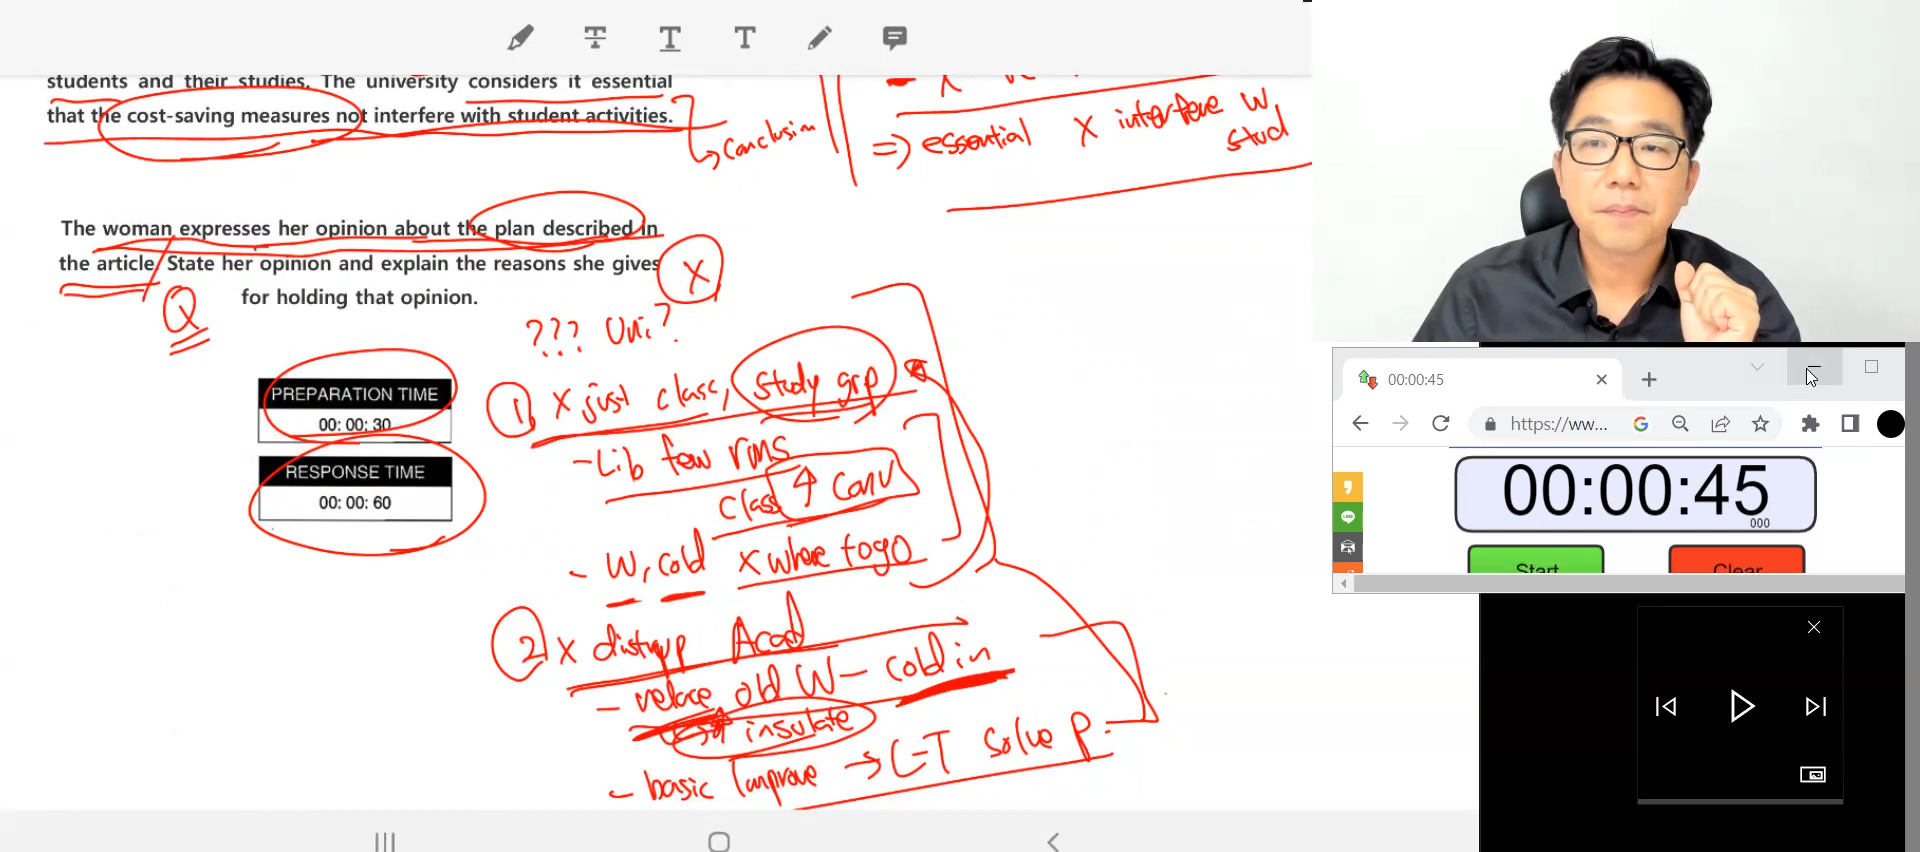 students and their studies. The university considers it essential
that the cost-saving measures not interfere with student activities.
Conclusion
=> essential X interfere w,
stud
The woman expresses her opinion about the plan described in
the article. State her opinion and explain the reasons she gives
for holding that opinion.
X
Q
??? Uni?
PREPARATION TIME
00: 00: 30
RESPONSE TIME
00: 00: 60
1, X just class, study grp
- Lib few rms
class ↑ conv
- W, cold X where to go
2 X Acad
- old W - cold in
insulate
- basic Improve → L-T solve P.
00:00:45
https://ww...
00:00:45
000
Start
Clear